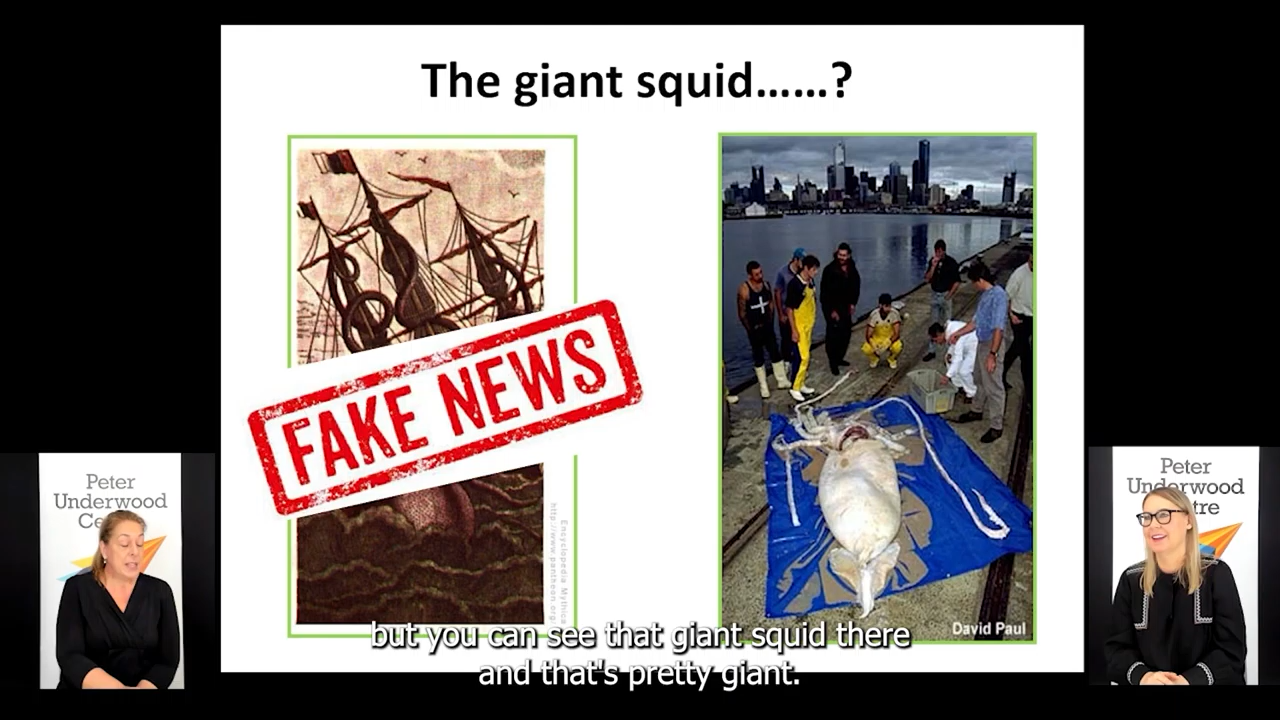 The giant squid......?
FAKE NEWS
Encyclopedia Mythica
http://www.pantheon.org/
David Paul
Peter
Underwood
Ce
Peter
Underwood
tre
but you can see that giant squid there
and that's pretty giant.